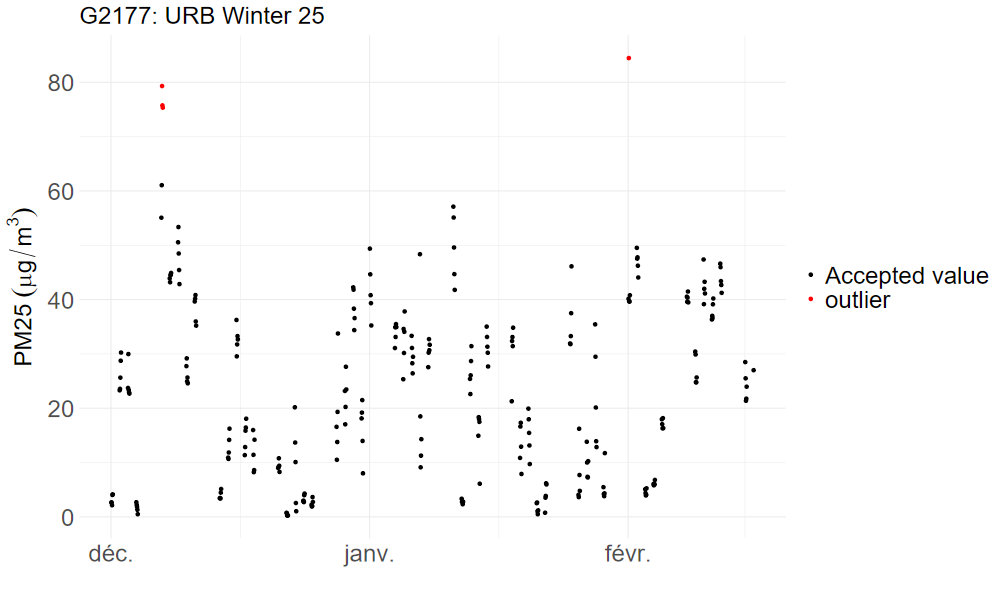 G2177: URB Winter 25
PM25 (μg/m³)
80
60
40
20
0
déc.
janv.
févr.
Accepted value
outlier